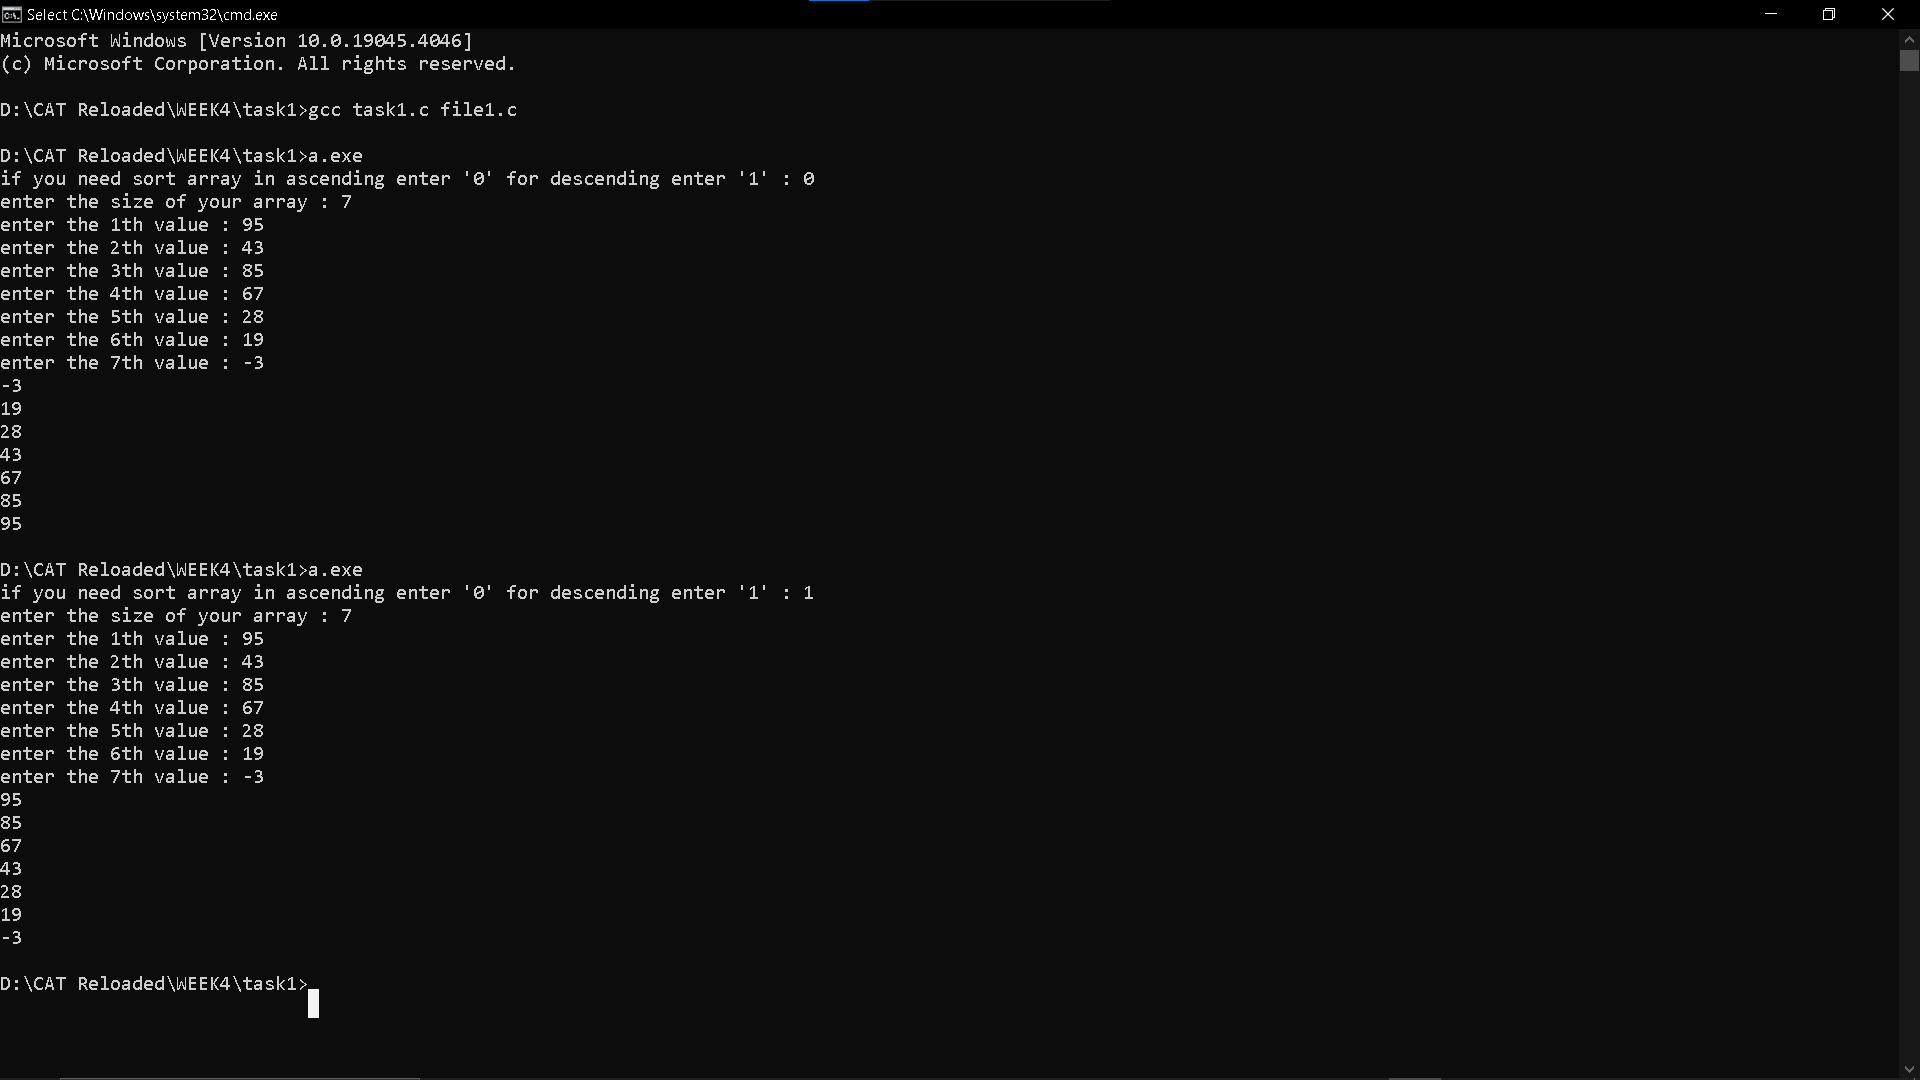 Select C:\Windows\system32\cmd.exe
Microsoft Windows [Version 10.0.19045.4046]
(c) Microsoft Corporation. All rights reserved.
D:\CAT Reloaded\WEEK4\task1>gcc task1.c file1.c
D:\CAT Reloaded\WEEK4\task1>a.exe
if you need sort array in ascending enter '0' for descending enter '1' : 0
enter the size of your array : 7
enter the 1th value : 95
enter the 2th value : 43
enter the 3th value : 85
enter the 4th value : 67
enter the 5th value : 28
enter the 6th value : 19
enter the 7th value : -3
-3
19
28
43
67
85
95
D:\CAT Reloaded\WEEK4\task1>a.exe
if you need sort array in ascending enter '0' for descending enter '1' : 1
enter the size of your array : 7
enter the 1th value : 95
enter the 2th value : 43
enter the 3th value : 85
enter the 4th value : 67
enter the 5th value : 28
enter the 6th value : 19
enter the 7th value : -3
95
85
67
43
28
19
-3
D:\CAT Reloaded\WEEK4\task1>